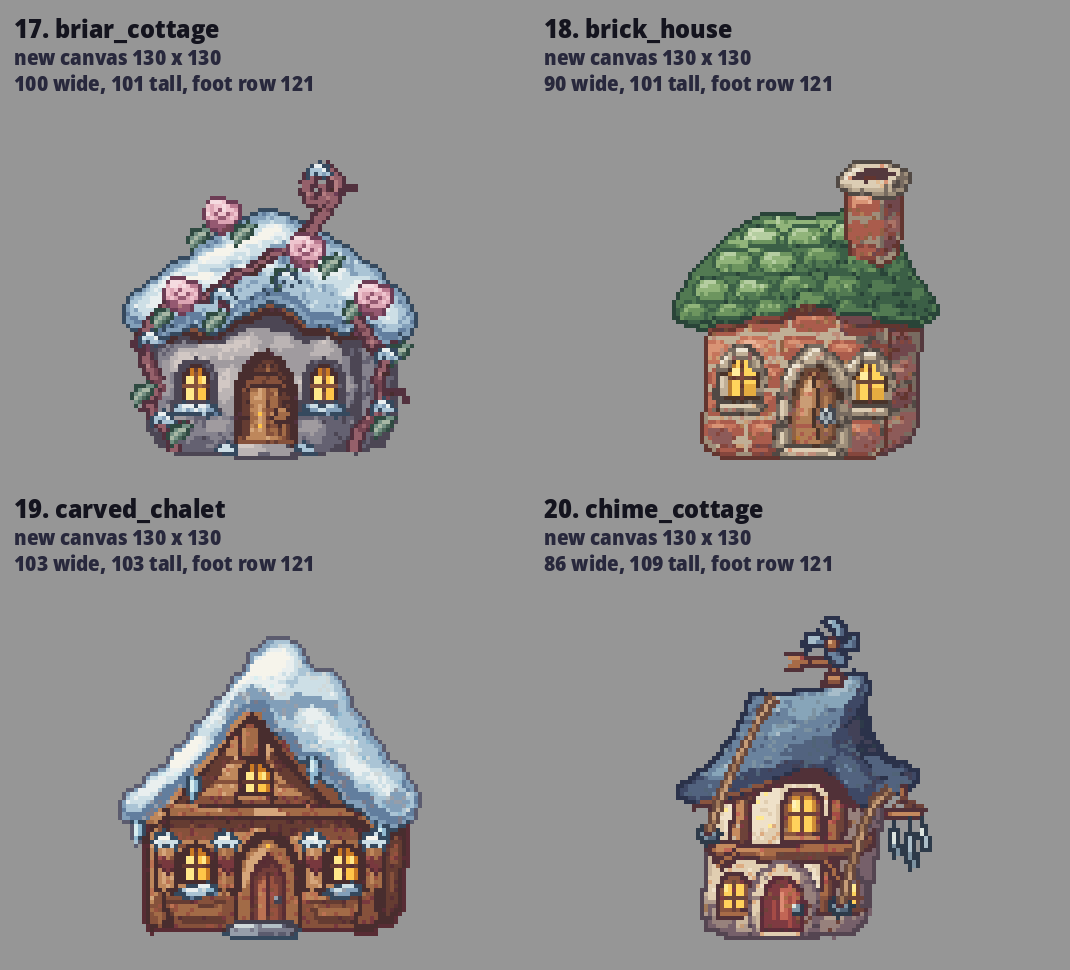 17. briar_cottage
new canvas 130 x 130
100 wide, 101 tall, foot row 121
18. brick_house
new canvas 130 x 130
90 wide, 101 tall, foot row 121
19. carved_chalet
new canvas 130 x 130
103 wide, 103 tall, foot row 121
20. chime_cottage
new canvas 130 x 130
86 wide, 109 tall, foot row 121